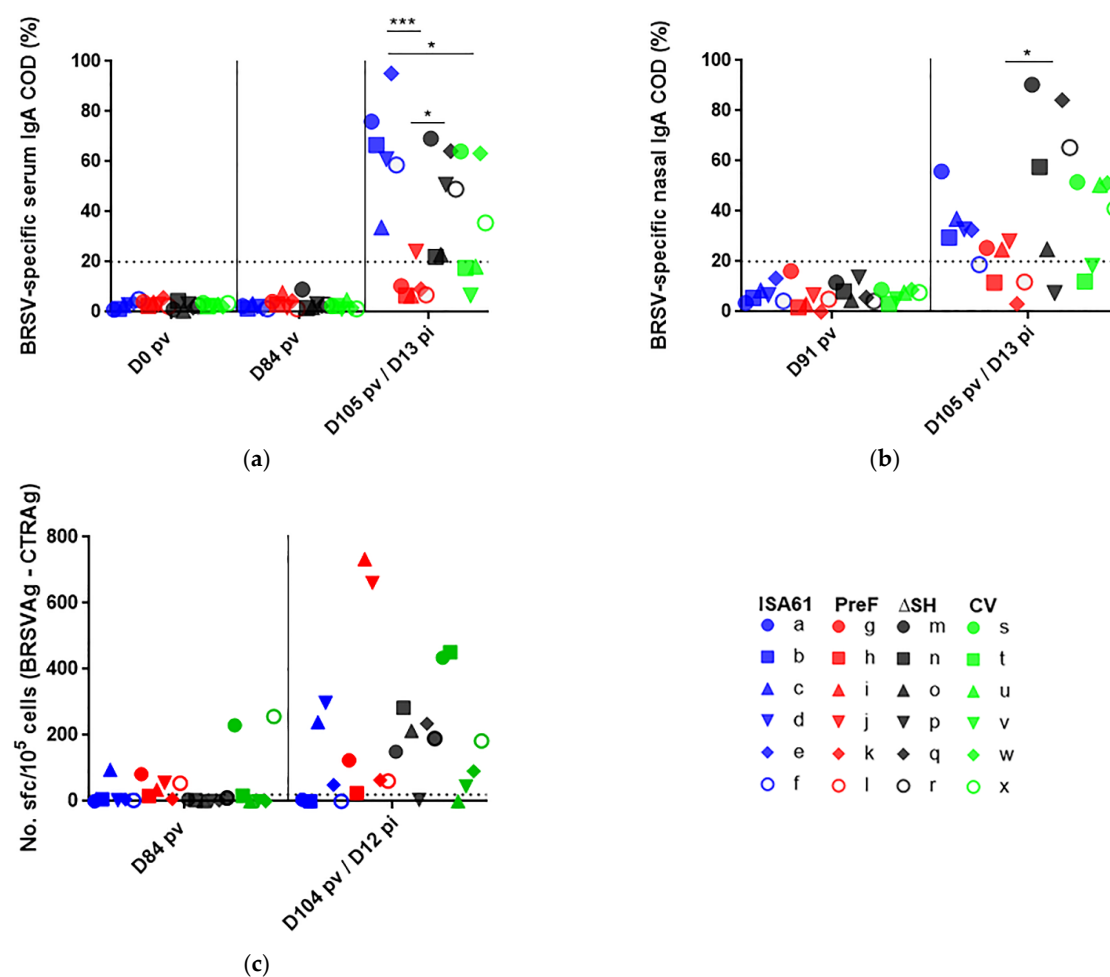 BRSV-specific serum IgA COD (%)
100
80
60
40
20
0
***
*
*
D0 pv
D84 pv
D105 pv / D13 pi
(a)
BRSV-specific nasal IgA COD (%)
100
80
60
40
20
0
*
D91 pv
D105 pv / D13 pi
(b)
No. sfc/10⁵ cells (BRSVAg - CTRAg)
800
600
400
200
0
D84 pv
D104 pv / D12 pi
(c)
ISA61 PreF ΔSH CV
a g m s
b h n t
c i o u
d j p v
e k q w
f l r x